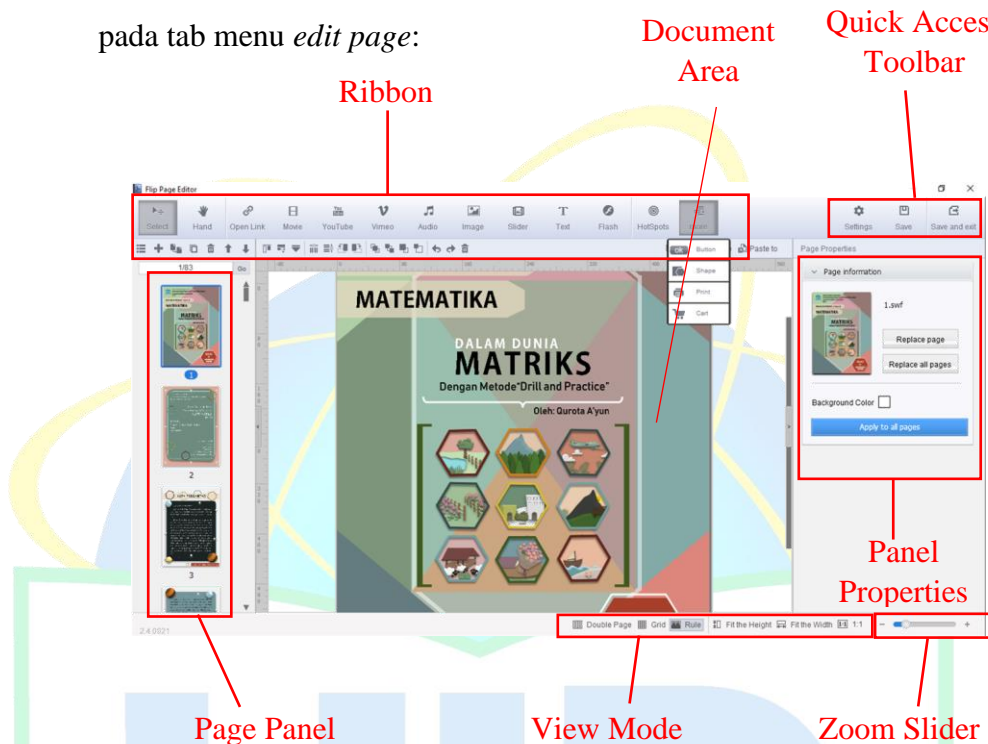 pada tab menu edit page:
Document
Area
Quick Acces
Toolbar
Ribbon
Flip Page Editor
Select
Hand
Open Link
Movie
YouTube
Vimeo
Audio
Image
Slider
Text
Flash
HotSpots
Settings
Save
Save and exit
Paste to
Page Properties
1/83
Go
OK Button
Shape
Print
Cart
Page information
1.swf
Replace page
Replace all pages
Background Color
Apply to all pages
MATEMATIKA
DALAM DUNIA
MATRIKS
Dengan Metode"Drill and Practice"
Oleh: Qurota A'yun
1
2
3
Panel
Properties
2.4.0021
Double Page Grid Rule Fit the Height Fit the Width 1:1
Page Panel
View Mode
Zoom Slider